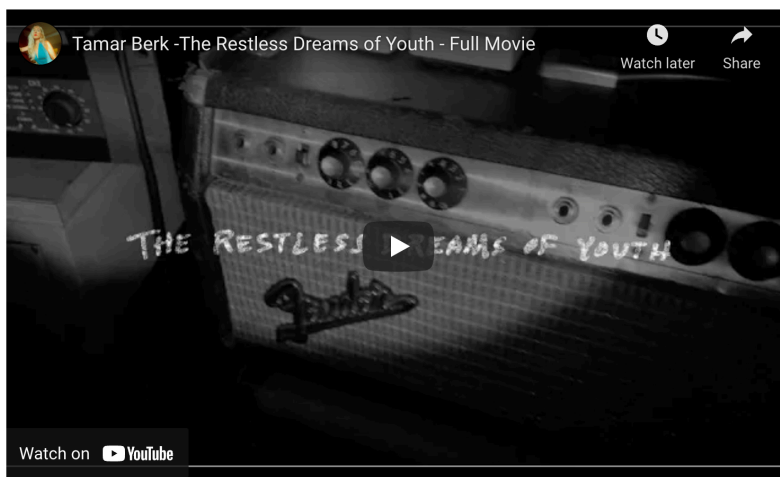 Tamar Berk -The Restless Dreams of Youth - Full Movie
Watch later
Share
THE RESTLESS DREAMS OF YOUTH
Fender
Watch on YouTube